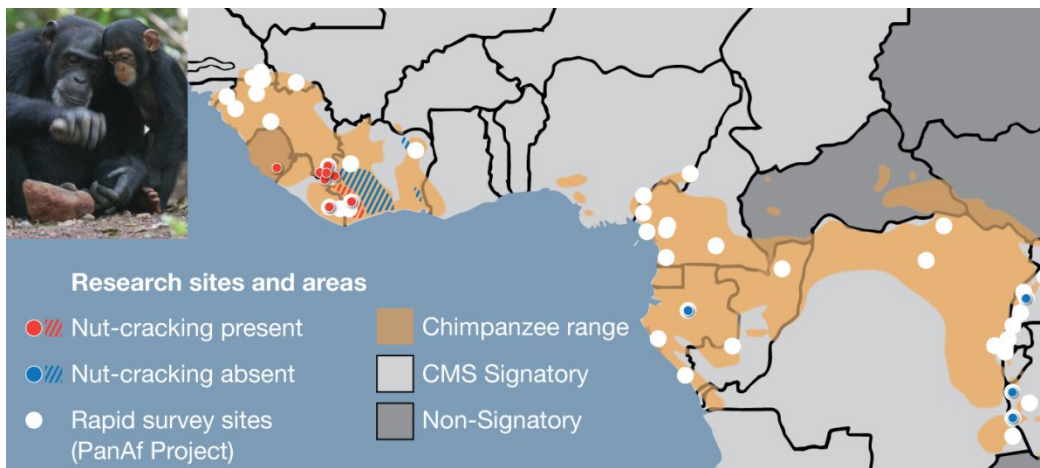 Research sites and areas
Nut-cracking present
Nut-cracking absent
Rapid survey sites
(PanAf Project)
Chimpanzee range
CMS Signatory
Non-Signatory